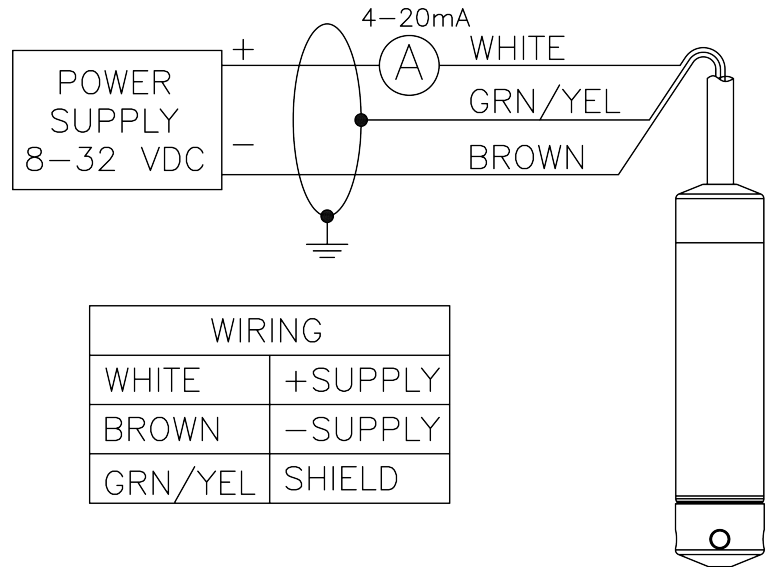 4-20mA
+
A
WHITE
POWER
SUPPLY
8-32 VDC
GRN/YEL
-
BROWN
WIRING
WHITE +SUPPLY
BROWN -SUPPLY
GRN/YEL SHIELD